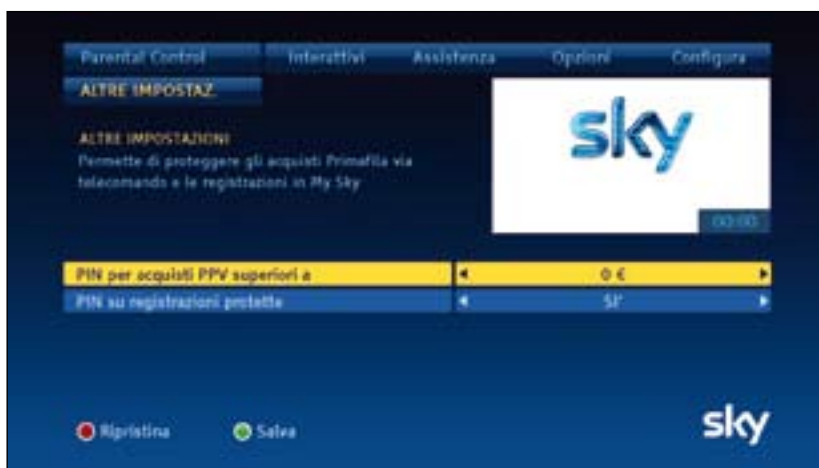 Parental Control Interattivi Assistenza Opzioni Configura
ALTRE IMPOSTAZ.
sky
ALTRE IMPOSTAZIONI
Permette di proteggere gli acquisti Primafila via
telecomando e le registrazioni in My Sky
00:00
PIN per acquisti PPV superiori a 0 €
PIN su registrazioni protette SI'
Ripristina Salva
sky